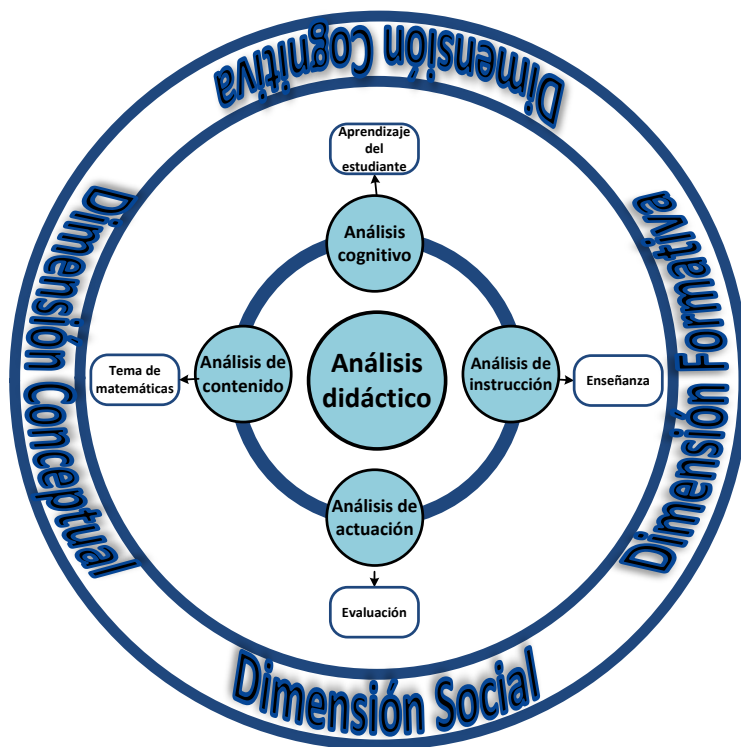 Dimensión Cognitiva
Aprendizaje
del
estudiante
Análisis
cognitivo
Dimensión Conceptual
Dimensión Formativa
Tema de
matemáticas
Análisis de
contenido
Análisis
didáctico
Análisis de
instrucción
Enseñanza
Análisis de
actuación
Evaluación
Dimensión Social